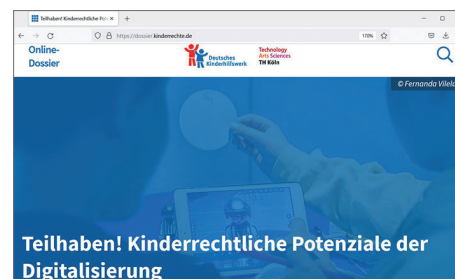 Teilhaben! Kinderrechtliche Pote
https://dossier.kinderrechte.de
170%
Online-
Dossier
Deutsches
Kinderhilfswerk
Technology
Arts Sciences
TH Köln
© Fernanda Vilela
Teilhaben! Kinderrechtliche Potenziale der
Digitalisierung